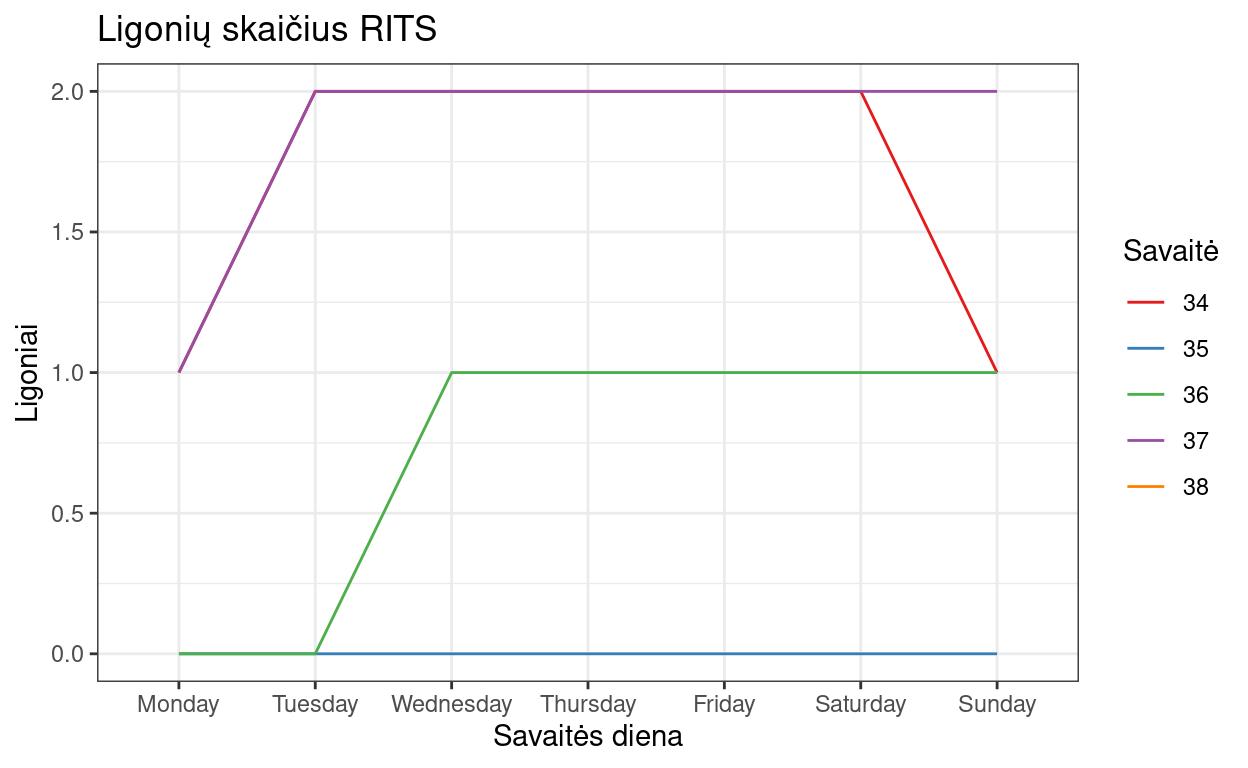 Ligonių skaičius RITS
Ligoniai
2.0
1.5
1.0
0.5
0.0
Monday Tuesday Wednesday Thursday Friday Saturday Sunday
Savaitės diena
Savaitė
34
35
36
37
38